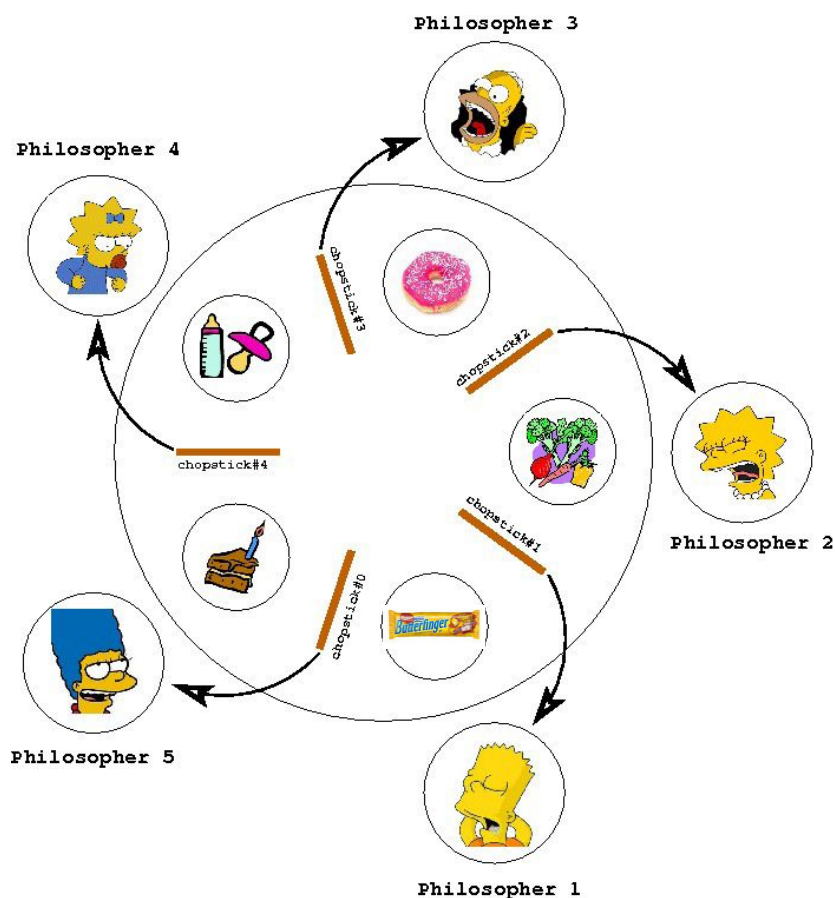 Philosopher 3
Philosopher 4
chopstick#3
chopstick#2
chopstick#4
chopstick#1
Philosopher 2
chopstick#0
Butterfinger
Philosopher 5
Philosopher 1